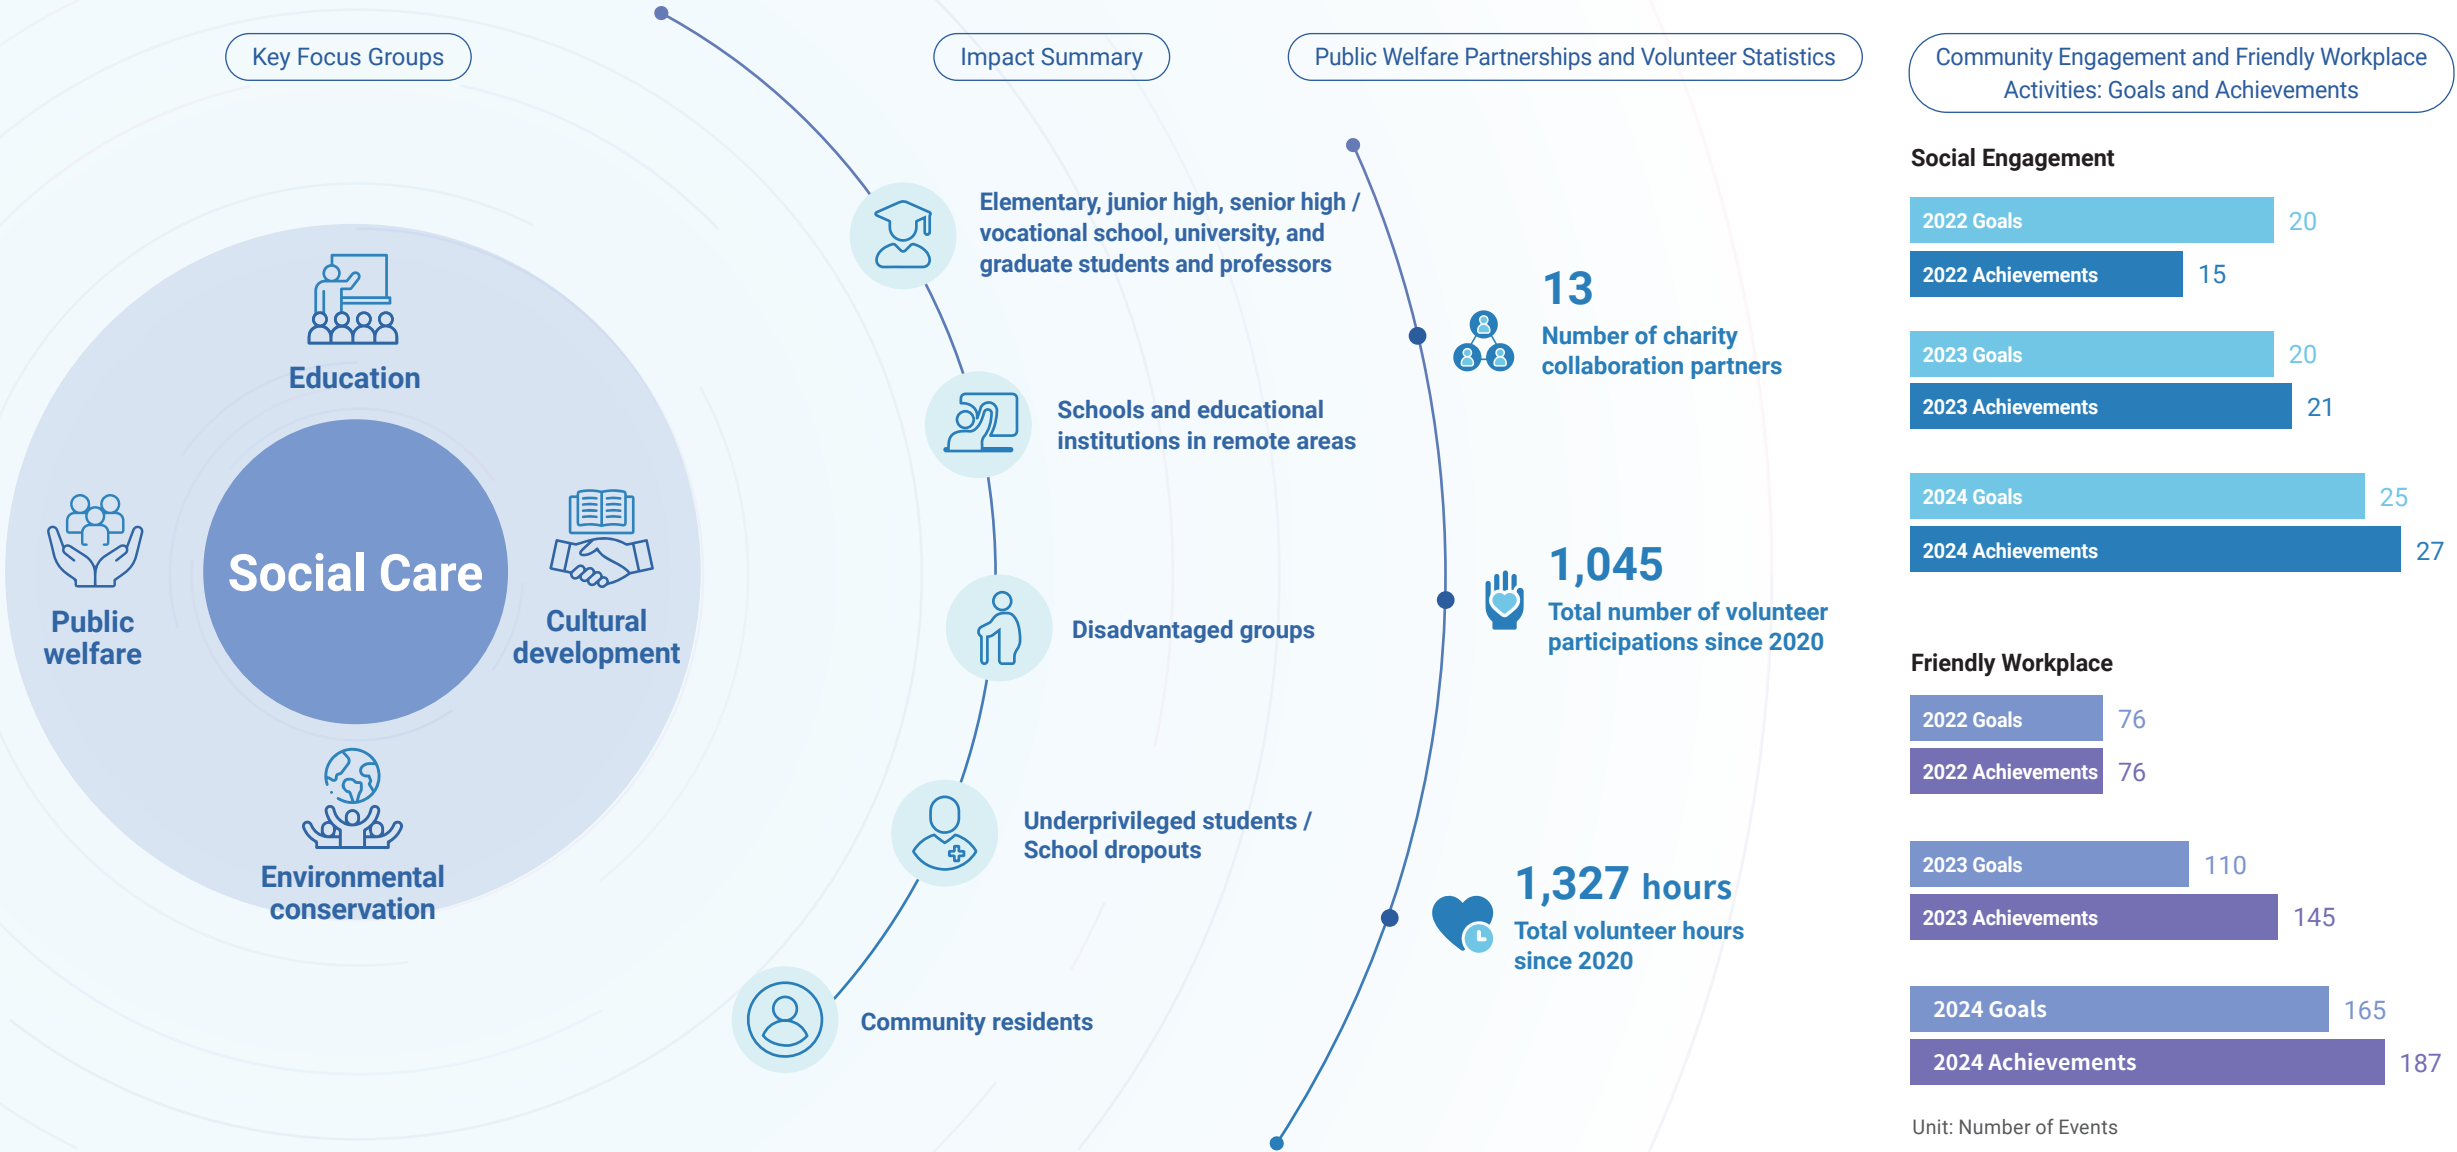 Key Focus Groups
Education
Public
welfare
Social Care
Cultural
development
Environmental
conservation
Impact Summary
Elementary, junior high, senior high /
vocational school, university, and
graduate students and professors
Schools and educational
institutions in remote areas
Disadvantaged groups
Underprivileged students /
School dropouts
Community residents
Public Welfare Partnerships and Volunteer Statistics
13
Number of charity
collaboration partners
1,045
Total number of volunteer
participations since 2020
1,327 hours
Total volunteer hours
since 2020
Community Engagement and Friendly Workplace
Activities: Goals and Achievements
Social Engagement
2022 Goals 20
2022 Achievements 15
2023 Goals 20
2023 Achievements 21
2024 Goals 25
2024 Achievements 27
Friendly Workplace
2022 Goals 76
2022 Achievements 76
2023 Goals 110
2023 Achievements 145
2024 Goals 165
2024 Achievements 187
Unit: Number of Events